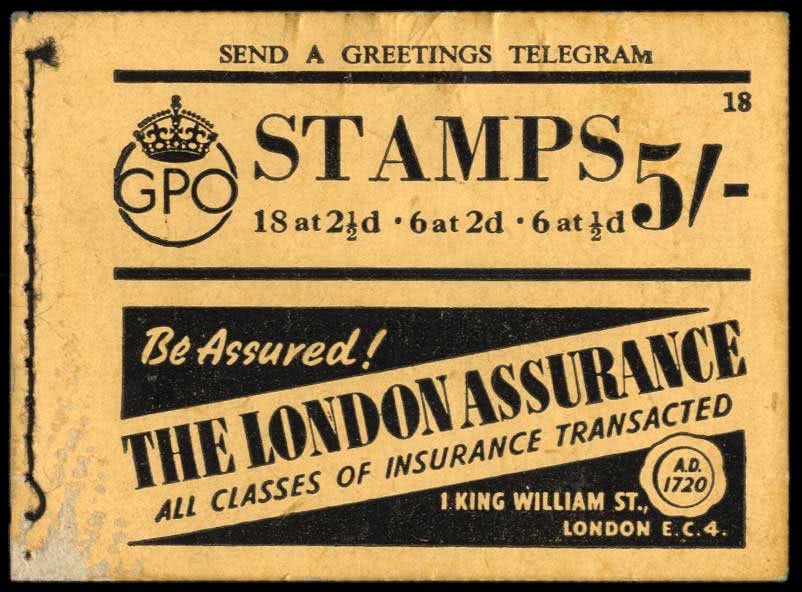 SEND A GREETINGS TELEGRAM
18
GPO
STAMPS 5/-
18 at 2½d · 6 at 2d · 6 at ½d
Be Assured!
THE LONDON ASSURANCE
ALL CLASSES OF INSURANCE TRANSACTED
A.D.
1720
1 KING WILLIAM ST.,
LONDON E.C.4.